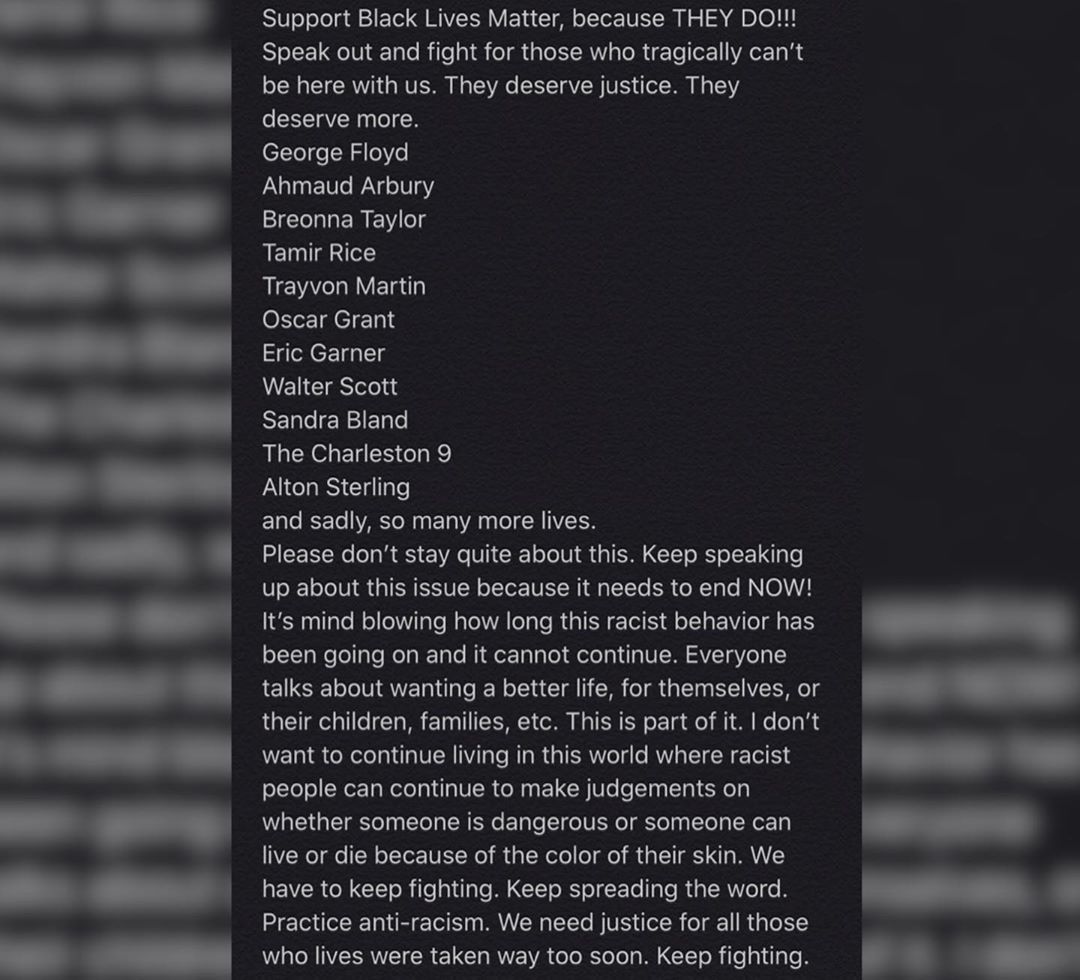 Support Black Lives Matter, because THEY DO!!!
Speak out and fight for those who tragically can’t
be here with us. They deserve justice. They
deserve more.
George Floyd
Ahmaud Arbury
Breonna Taylor
Tamir Rice
Trayvon Martin
Oscar Grant
Eric Garner
Walter Scott
Sandra Bland
The Charleston 9
Alton Sterling
and sadly, so many more lives.
Please don’t stay quite about this. Keep speaking
up about this issue because it needs to end NOW!
It’s mind blowing how long this racist behavior has
been going on and it cannot continue. Everyone
talks about wanting a better life, for themselves, or
their children, families, etc. This is part of it. I don’t
want to continue living in this world where racist
people can continue to make judgements on
whether someone is dangerous or someone can
live or die because of the color of their skin. We
have to keep fighting. Keep spreading the word.
Practice anti-racism. We need justice for all those
who lives were taken way too soon. Keep fighting.